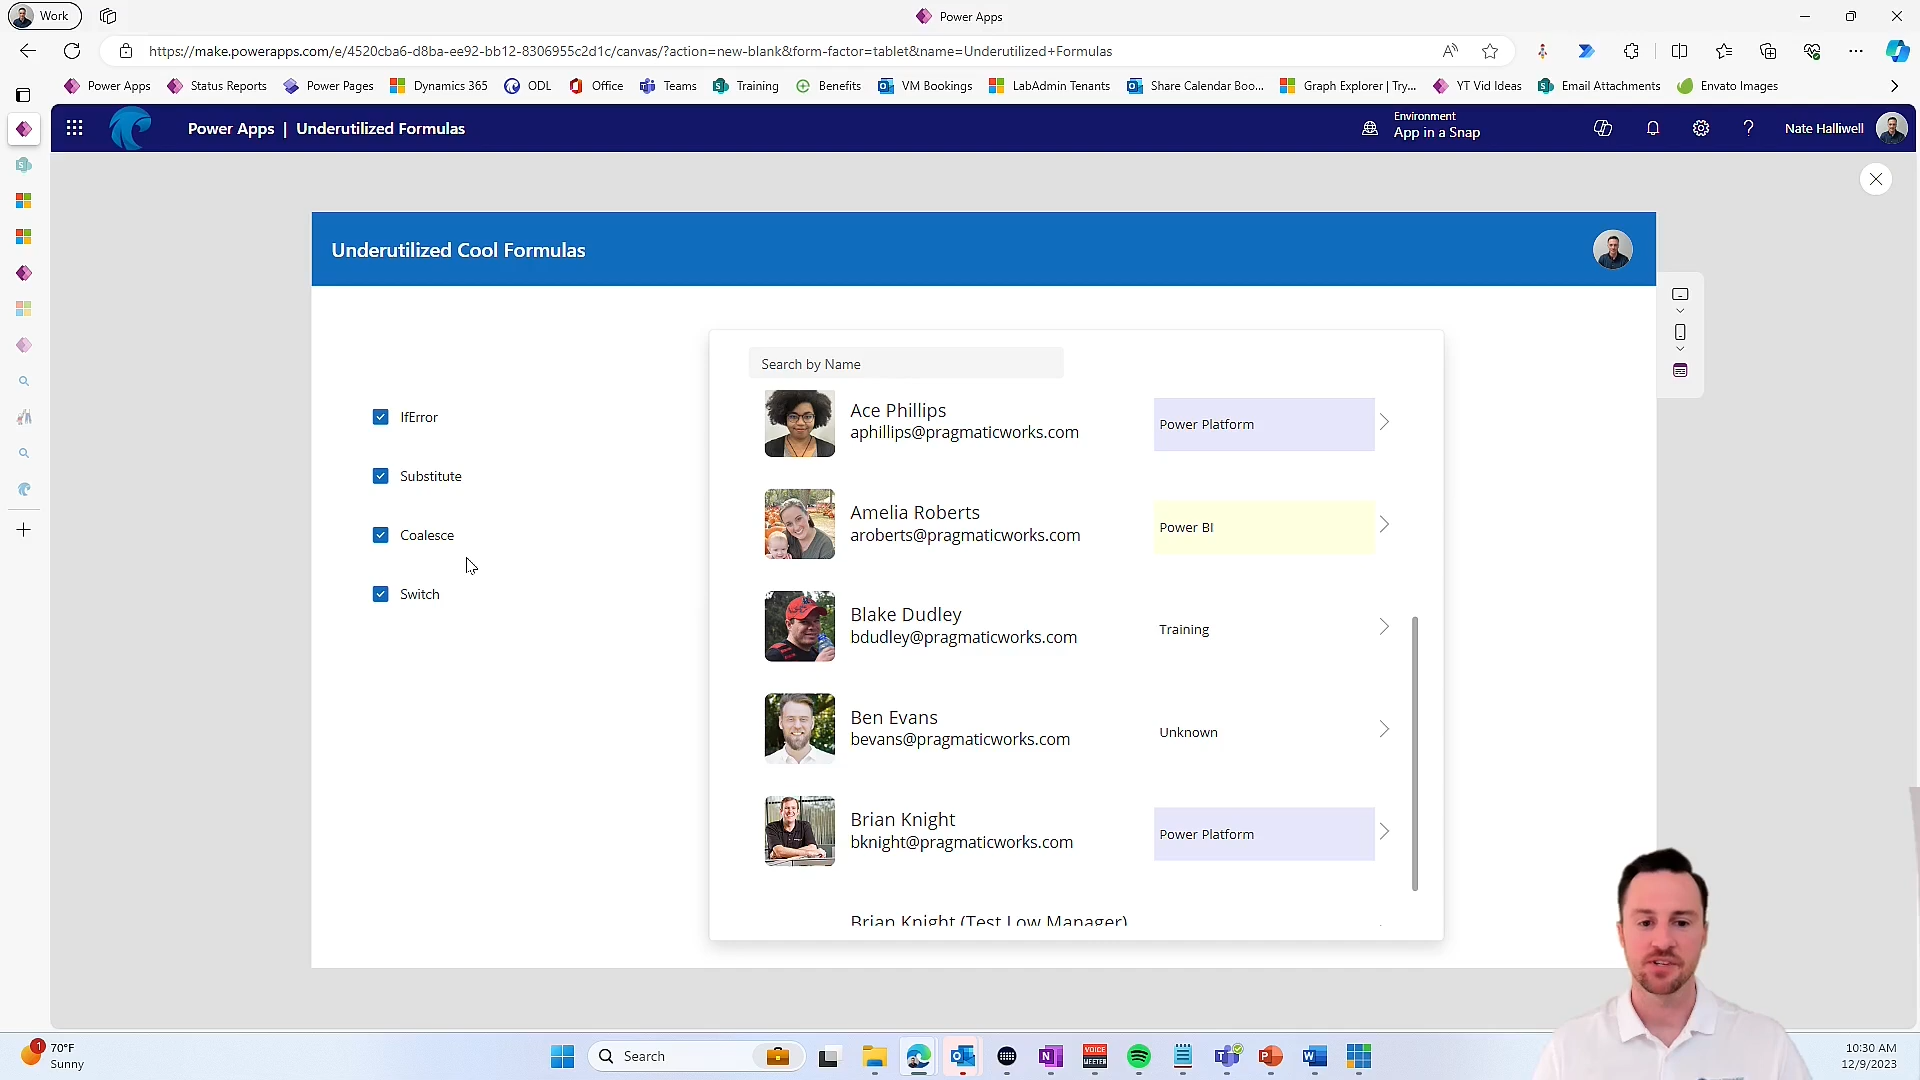 Work
Power Apps
https://make.powerapps.com/e/4520cba6-d8ba-ee92-bb12-8306955c2d1c/canvas/?action=new-blank&form-factor=tablet&name=Underutilized+Formulas
Power Apps
Status Reports
Power Pages
Dynamics 365
ODL
Office
Teams
Training
Benefits
VM Bookings
LabAdmin Tenants
Share Calendar Boo...
Graph Explorer | Try...
YT Vid Ideas
Email Attachments
Envato Images
Power Apps | Underutilized Formulas
Environment
App in a Snap
Nate Halliwell
Underutilized Cool Formulas
IfError
Substitute
Coalesce
Switch
Search by Name
Ace Phillips
aphillips@pragmaticworks.com
Power Platform
Amelia Roberts
aroberts@pragmaticworks.com
Power BI
Blake Dudley
bdudley@pragmaticworks.com
Training
Ben Evans
bevans@pragmaticworks.com
Unknown
Brian Knight
bknight@pragmaticworks.com
Power Platform
Brian Knight (Test Low Manager)
1
70°F
Sunny
Search
VOICE
MEETER
10:30 AM
12/9/2023